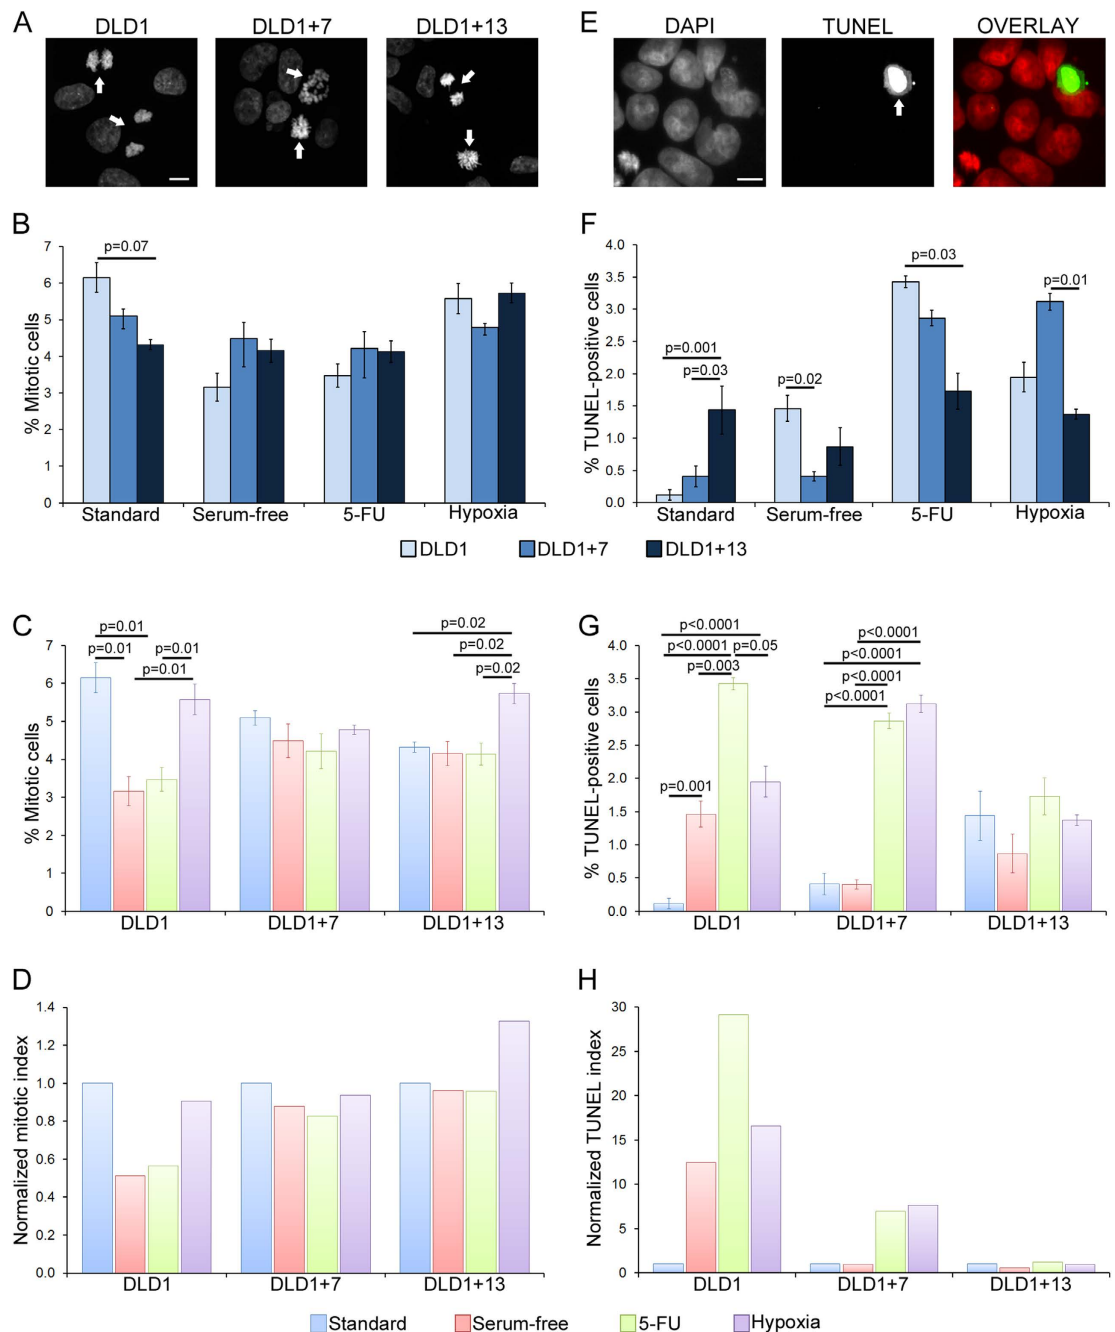 A
DLD1 DLD1+7 DLD1+13
E
DAPI TUNEL OVERLAY
B
% Mitotic cells
7
6
5
4
3
2
1
0
p=0.07
Standard Serum-free 5-FU Hypoxia
F
% TUNEL-positive cells
4.0
3.5
3.0
2.5
2.0
1.5
1.0
0.5
0.0
p=0.001
p=0.03
p=0.02
p=0.03
p=0.01
Standard Serum-free 5-FU Hypoxia
DLD1 DLD1+7 DLD1+13
C
% Mitotic cells
7
6
5
4
3
2
1
0
p=0.01
p=0.01
p=0.01
p=0.01
p=0.02
p=0.02
p=0.02
DLD1 DLD1+7 DLD1+13
G
% TUNEL-positive cells
4.0
3.5
3.0
2.5
2.0
1.5
1.0
0.5
0.0
p<0.0001
p<0.0001 p=0.05
p=0.003
p=0.001
p<0.0001
p<0.0001
p<0.0001
p<0.0001
DLD1 DLD1+7 DLD1+13
D
Normalized mitotic index
1.4
1.2
1.0
0.8
0.6
0.4
0.2
0.0
DLD1 DLD1+7 DLD1+13
H
Normalized TUNEL index
30
25
20
15
10
5
0
DLD1 DLD1+7 DLD1+13
Standard Serum-free 5-FU Hypoxia